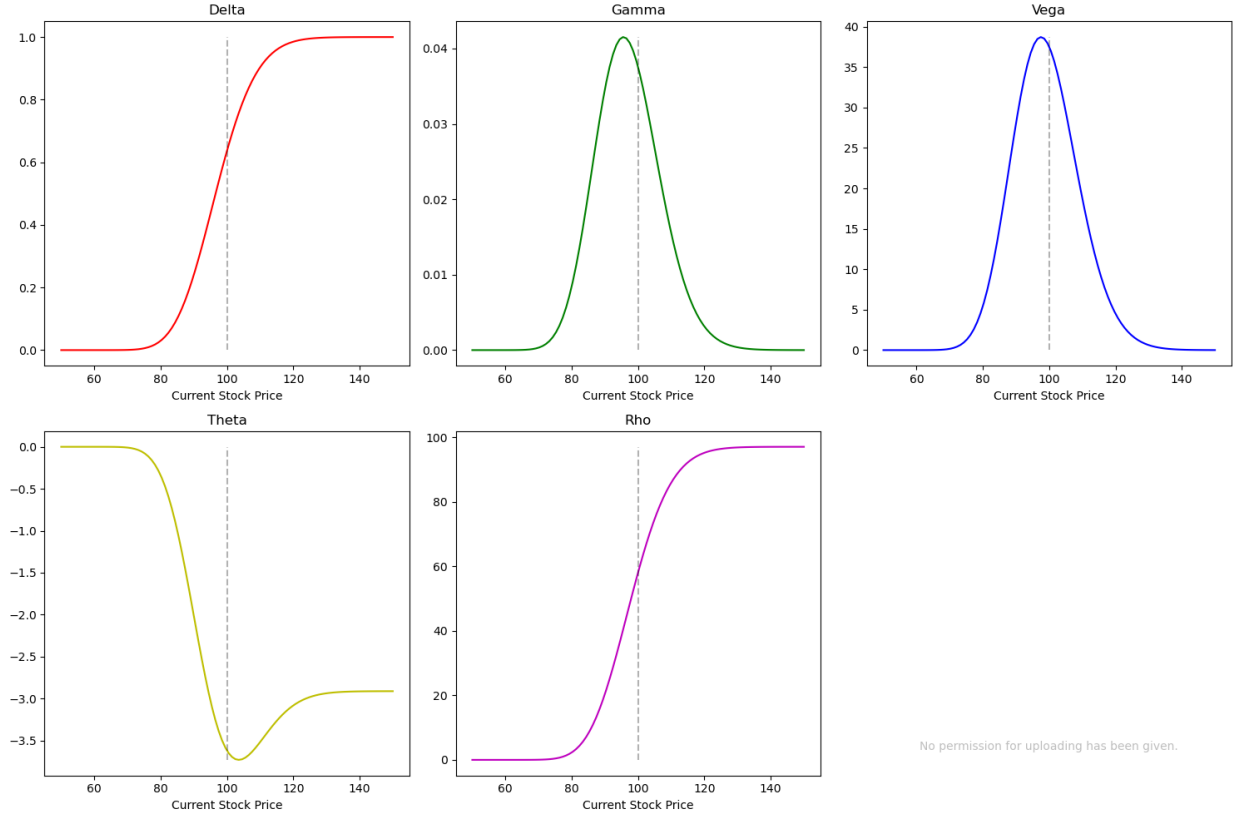 Delta
1.0
0.8
0.6
0.4
0.2
0.0
60 80 100 120 140
Current Stock Price
Gamma
0.04
0.03
0.02
0.01
0.00
60 80 100 120 140
Current Stock Price
Vega
40
35
30
25
20
15
10
5
0
60 80 100 120 140
Current Stock Price
Theta
0.0
−0.5
−1.0
−1.5
−2.0
−2.5
−3.0
−3.5
60 80 100 120 140
Current Stock Price
Rho
100
80
60
40
20
0
60 80 100 120 140
Current Stock Price
No permission for uploading has been given.